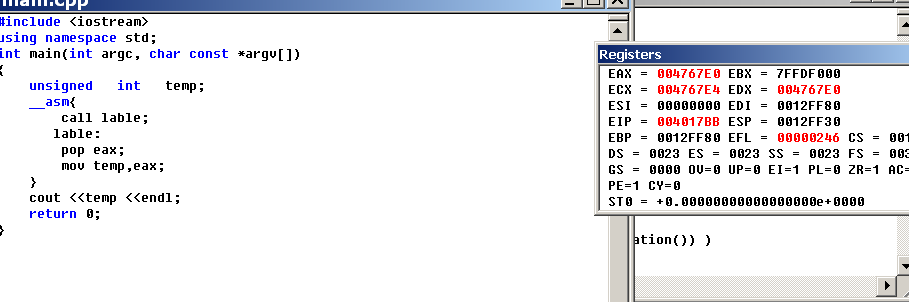 main.cpp
#include <iostream>
using namespace std;
int main(int argc, char const *argv[])
{
unsigned int temp;
__asm{
call lable;
lable:
pop eax;
mov temp,eax;
}
cout <<temp <<endl;
return 0;
}
Registers
EAX = 004767E0 EBX = 7FFDF000
ECX = 004767E4 EDX = 004767E0
ESI = 00000000 EDI = 0012FF80
EIP = 004017BB ESP = 0012FF30
EBP = 0012FF80 EFL = 00000246 CS = 001
DS = 0023 ES = 0023 SS = 0023 FS = 003
GS = 0000 OV=0 UP=0 EI=1 PL=0 ZR=1 AC=
PE=1 CY=0
ST0 = +0.00000000000000000e+0000
ation()) )